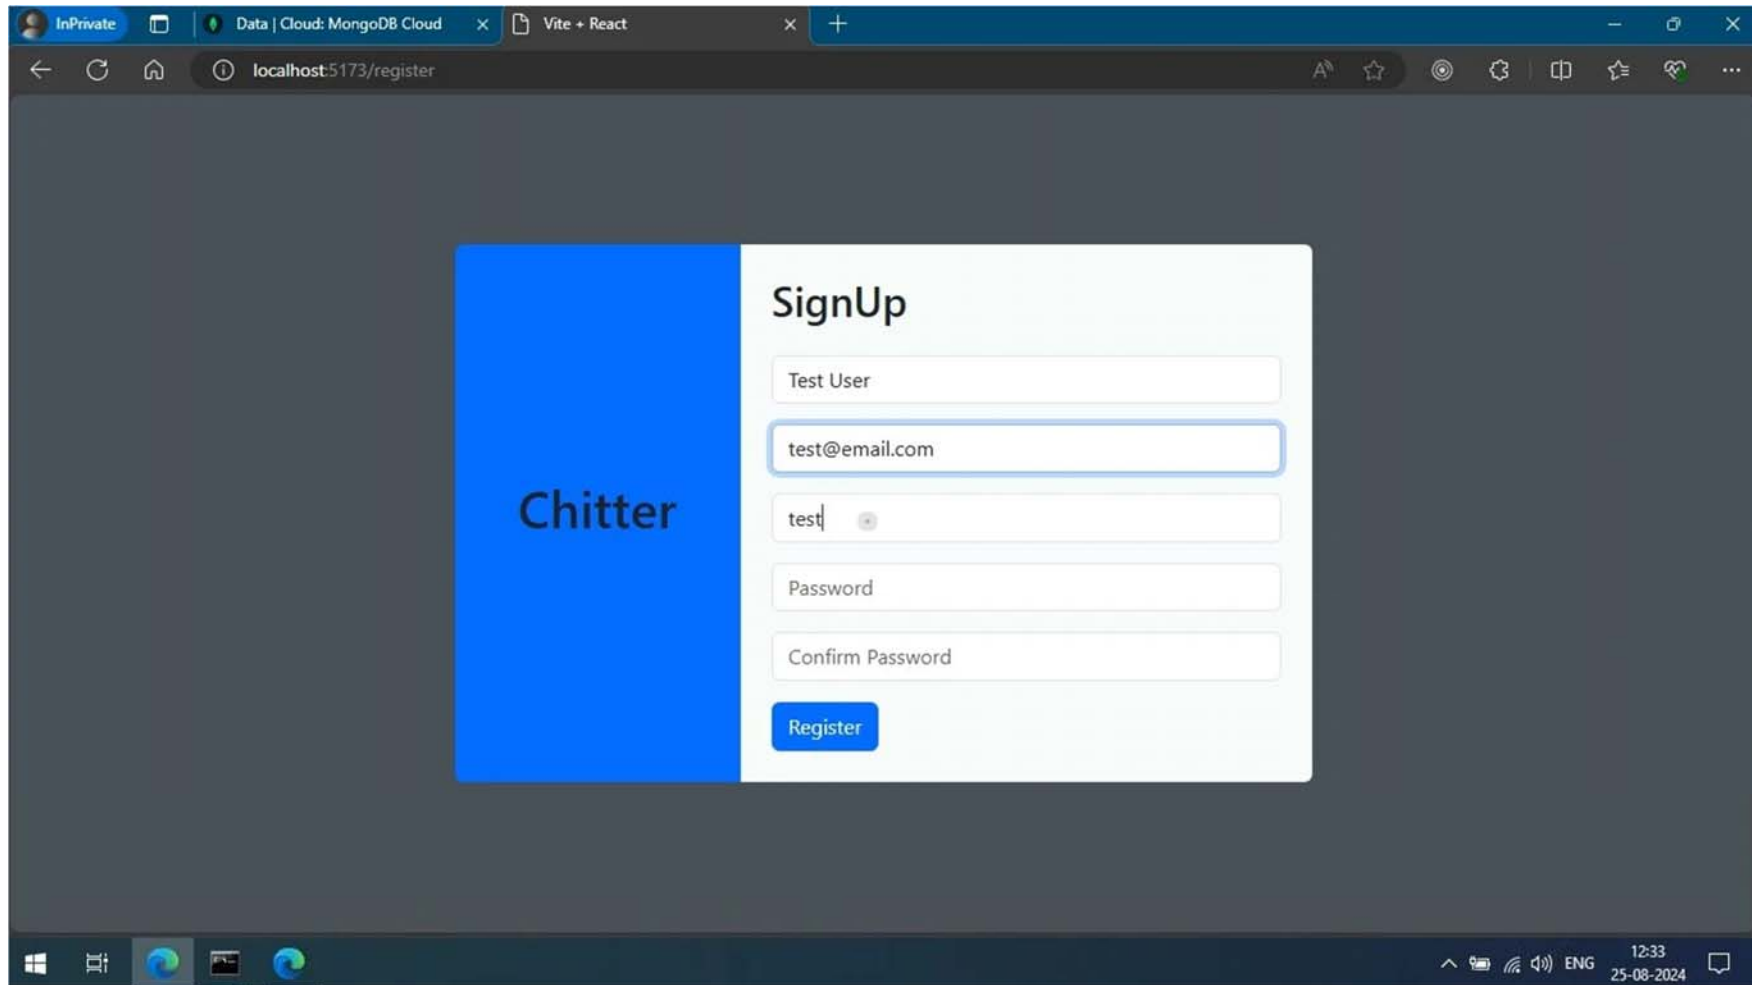 InPrivate
Data | Cloud: MongoDB Cloud
Vite + React
localhost:5173/register
SignUp
Test User
test@email.com
Chitter
test
Password
Confirm Password
Register
ENG
12:33
25-08-2024